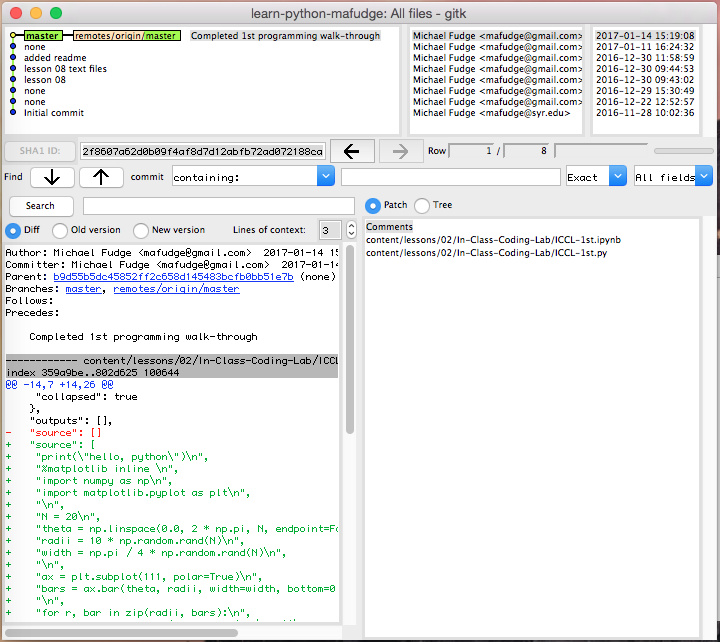 learn-python-mafudge: All files - gitk
master remotes/origin/master Completed 1st programming walk-through Michael Fudge <mafudge@gmail.com> 2017-01-14 15:19:08
none Michael Fudge <mafudge@gmail.com> 2017-01-11 16:24:32
added readme Michael Fudge <mafudge@gmail.com> 2016-12-30 11:58:59
lesson 08 text files Michael Fudge <mafudge@gmail.com> 2016-12-30 09:44:53
lesson 08 Michael Fudge <mafudge@gmail.com> 2016-12-30 09:43:02
none Michael Fudge <mafudge@gmail.com> 2016-12-29 15:30:49
none Michael Fudge <mafudge@gmail.com> 2016-12-22 12:52:57
Initial commit Michael Fudge <mafudge@syr.edu> 2016-11-28 10:02:36
SHA1 ID: 2f8607a62d0b09f4af8d7d12abfb72ad072188ca Row 1 / 8
Find commit containing: Exact All fields
Search
Diff Old version New version Lines of context: 3
Patch Tree
Author: Michael Fudge <mafudge@gmail.com> 2017-01-14 15
Committer: Michael Fudge <mafudge@gmail.com> 2017-01-14
Parent: b9d55b5dc45852ff2c658d145483bcfb0bb51e7b (none)
Branches: master, remotes/origin/master
Follows:
Precedes:
Completed 1st programming walk-through
------------ content/lessons/02/In-Class-Coding-Lab/ICCL
index 359a9be..802d625 100644
@@ -14,7 +14,26 @@
"collapsed": true
},
"outputs": [],
- "source": []
+ "source": [
+ "print(\"hello, python\")\n",
+ "%matplotlib inline \n",
+ "import numpy as np\n",
+ "import matplotlib.pyplot as plt\n",
+ "\n",
+ "N = 20\n",
+ "theta = np.linspace(0.0, 2 * np.pi, N, endpoint=Fa
+ "radii = 10 * np.random.rand(N)\n",
+ "width = np.pi / 4 * np.random.rand(N)\n",
+ "\n",
+ "ax = plt.subplot(111, polar=True)\n",
+ "bars = ax.bar(theta, radii, width=width, bottom=0
+ "\n",
+ "for r, bar in zip(radii, bars):\n",
Comments
content/lessons/02/In-Class-Coding-Lab/ICCL-1st.ipynb
content/lessons/02/In-Class-Coding-Lab/ICCL-1st.py